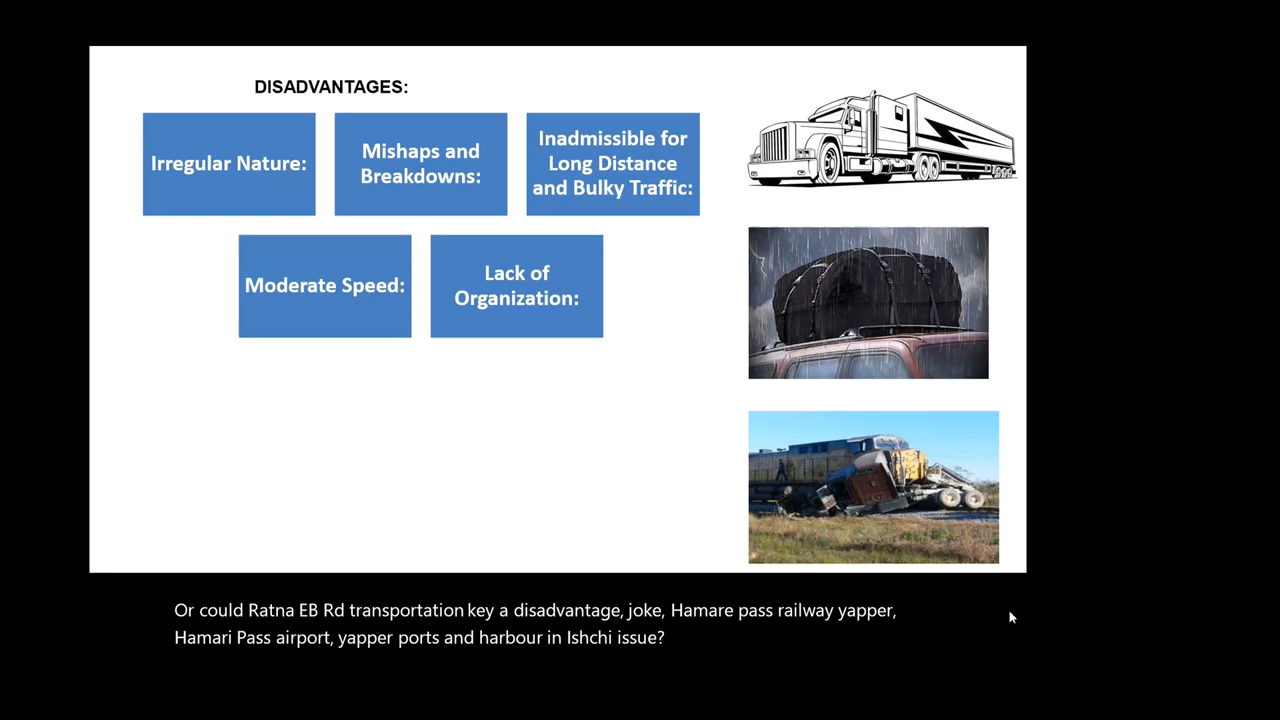 DISADVANTAGES:
Irregular Nature:
Mishaps and
Breakdowns:
Inadmissible for
Long Distance
and Bulky Traffic:
Moderate Speed:
Lack of
Organization:
Or could Ratna EB Rd transportation key a disadvantage, joke, Hamare pass railway yapper,
Hamari Pass airport, yapper ports and harbour in Ishchi issue?